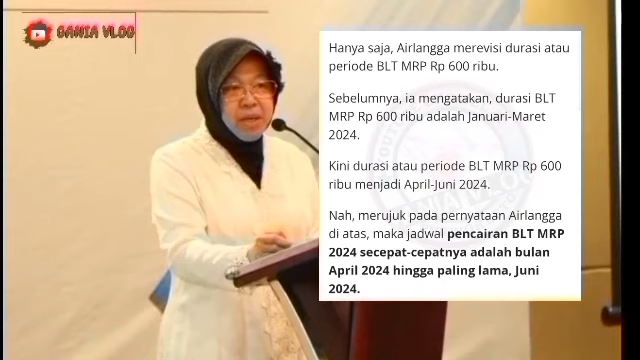 GANIA VLOG
Hanya saja, Airlangga merevisi durasi atau
periode BLT MRP Rp 600 ribu.
Sebelumnya, ia mengatakan, durasi BLT
MRP Rp 600 ribu adalah Januari-Maret
2024.
Kini durasi atau periode BLT MRP Rp 600
ribu menjadi April-Juni 2024.
Nah, merujuk pada pernyataan Airlangga
di atas, maka jadwal pencairan BLT MRP
2024 secepat-cepatnya adalah bulan
April 2024 hingga paling lama, Juni
2024.